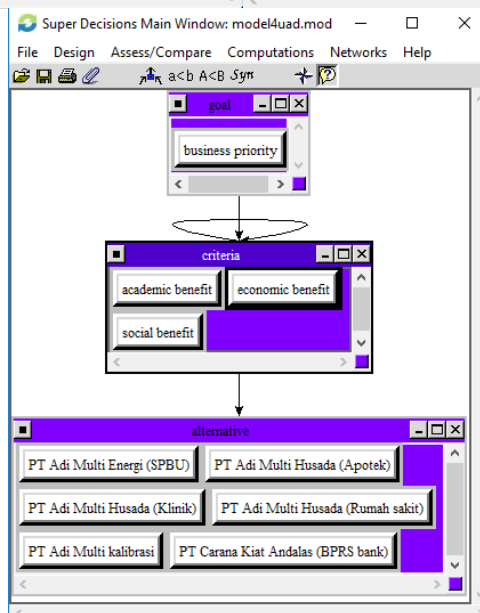 Super Decisions Main Window: model4uad.mod
File Design Assess/Compare Computations Networks Help
a<b A<B Syn
goal
business priority
criteria
academic benefit economic benefit
social benefit
alternative
PT Adi Multi Energi (SPBU) PT Adi Multi Husada (Apotek)
PT Adi Multi Husada (Klinik) PT Adi Multi Husada (Rumah sakit)
PT Adi Multi kalibrasi PT Carana Kiat Andalas (BPRS bank)